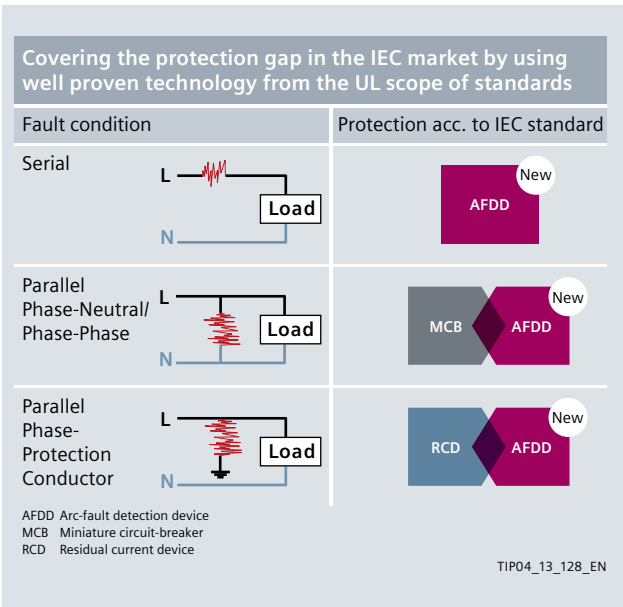 Covering the protection gap in the IEC market by using
well proven technology from the UL scope of standards
Fault condition
Protection acc. to IEC standard
Serial
L
Load
N
New
AFDD
Parallel
Phase-Neutral/
Phase-Phase
L
Load
N
New
MCB
AFDD
Parallel
Phase-
Protection
Conductor
L
Load
N
New
RCD
AFDD
AFDD Arc-fault detection device
MCB Miniature circuit-breaker
RCD Residual current device
TIP04_13_128_EN